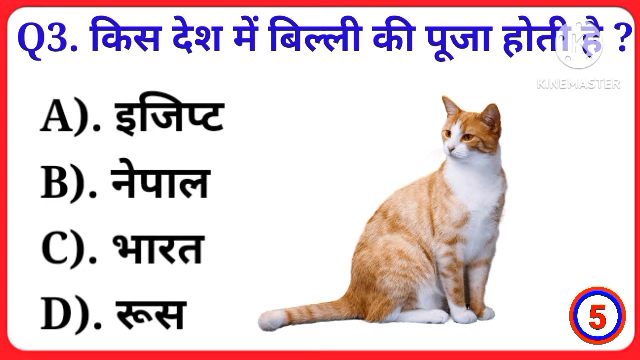 Q3. किस देश में बिल्ली की पूजा होती हे ?
KINEMASTER
A). इजिप्ट
B). नेपाल
C). भारत
D). रूस
5